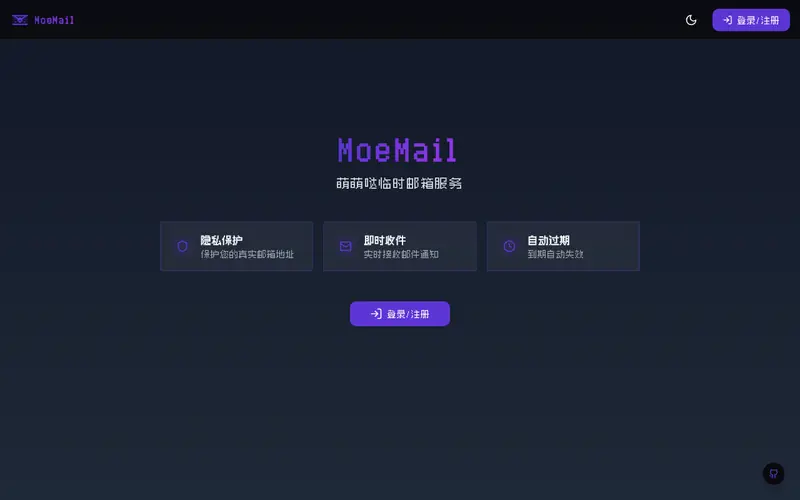 MoeMail
登录/注册
MoeMail
萌萌哒临时邮箱服务
隐私保护
保护您的真实邮箱地址
即时收件
实时接收邮件通知
自动过期
到期自动失效
登录/注册